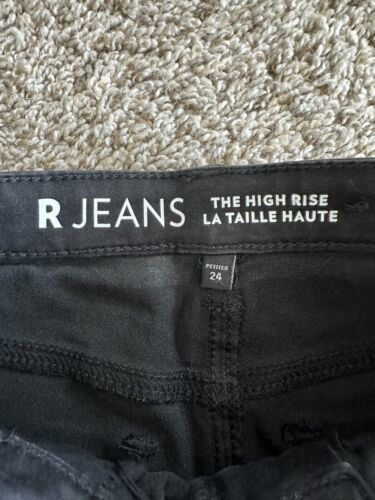 R JEANS
THE HIGH RISE
LA TAILLE HAUTE
PETITES
24